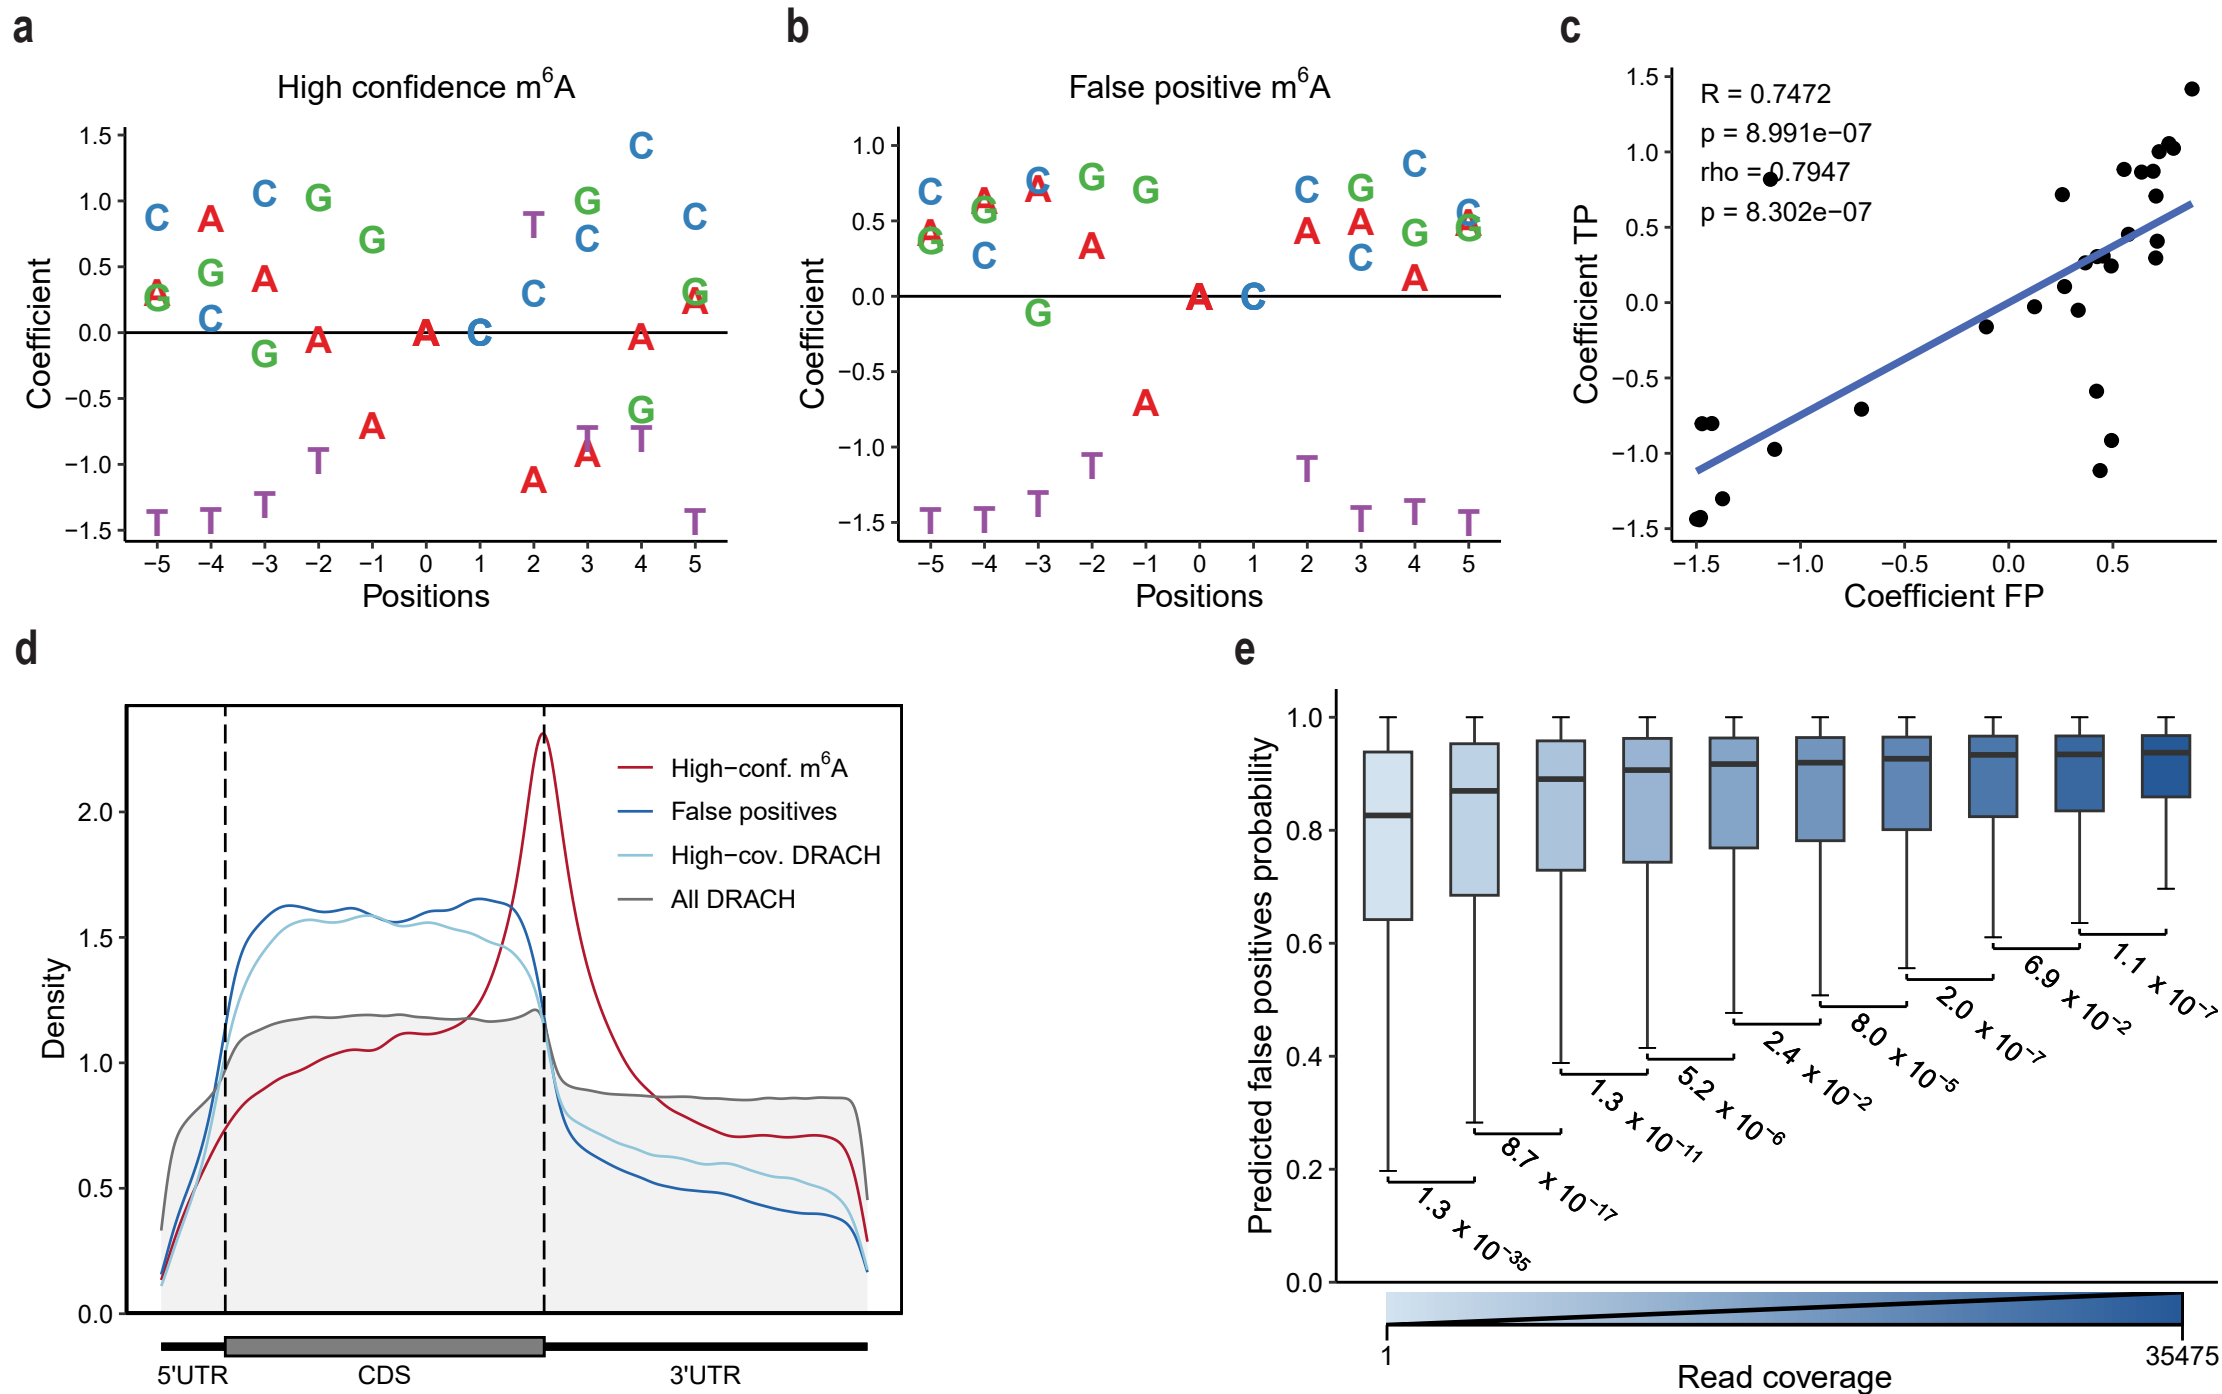 a
High confidence m⁶A
Coefficient
1.5
1.0
0.5
0.0
−0.5
−1.0
−1.5
C A G T
A G C T
C A G T
G A T
G A
A
C
T C A
G C T A
C A G T
C G A T
−5 −4 −3 −2 −1 0 1 2 3 4 5
Positions
b
False positive m⁶A
Coefficient
1.0
0.5
0.0
−0.5
−1.0
−1.5
C A G T
A G C T
C A G T
G A T
G A
A
C
C A T
G A C T
C G A T
C A G T
−5 −4 −3 −2 −1 0 1 2 3 4 5
Positions
c
R = 0.7472
p = 8.991e−07
rho = 0.7947
p = 8.302e−07
Coefficient TP
1.5
1.0
0.5
0.0
−0.5
−1.0
−1.5
−1.5 −1.0 −0.5 0.0 0.5
Coefficient FP
d
Density
2.0
1.5
1.0
0.5
0.0
High−conf. m⁶A
False positives
High−cov. DRACH
All DRACH
5'UTR CDS 3'UTR
e
Predicted false positives probability
1.0
0.8
0.6
0.4
0.2
0.0
1.3 x 10⁻³⁵
8.7 x 10⁻¹⁷
1.3 x 10⁻¹¹
5.2 x 10⁻⁶
2.4 x 10⁻²
8.0 x 10⁻⁵
2.0 x 10⁻⁷
6.9 x 10⁻²
1.1 x 10⁻⁷
1 35475
Read coverage